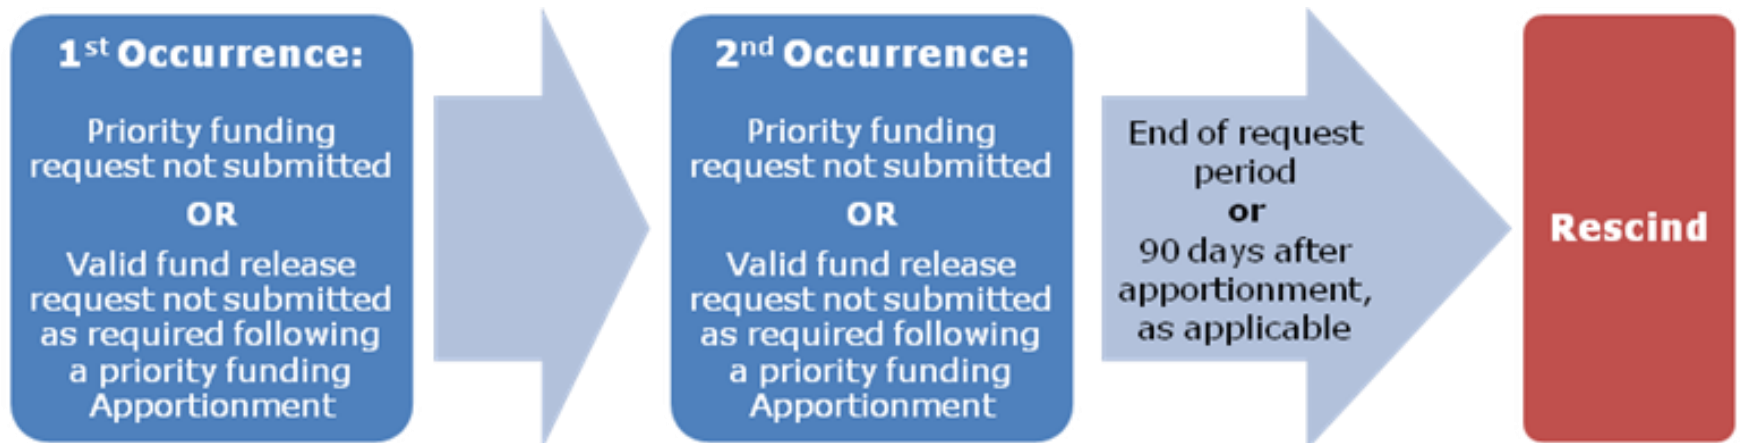 1st Occurrence:
Priority funding
request not submitted
OR
Valid fund release
request not submitted
as required following
a priority funding
Apportionment
2nd Occurrence:
Priority funding
request not submitted
OR
Valid fund release
request not submitted
as required following
a priority funding
Apportionment
End of request
period
or
90 days after
apportionment,
as applicable
Rescind